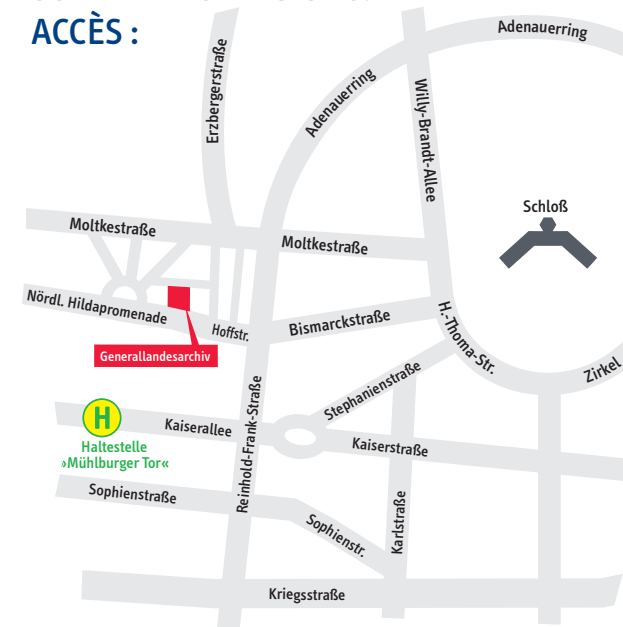 ACCÈS :
Adenauerring
Erzbergerstraße
Adenauerring
Willy-Brandt-Allee
Schloß
Moltkestraße
Moltkestraße
Nördl. Hildapromenade
Hoffstr.
Bismarckstraße
H.-Thoma-Str.
Generallandesarchiv
Zirkel
Stephanienstraße
H
Kaiserallee
Reinhold-Frank-Straße
Kaiserstraße
Haltestelle
»Mühlburger Tor«
Sophienstraße
Sophienstr.
Karlstraße
Kriegsstraße